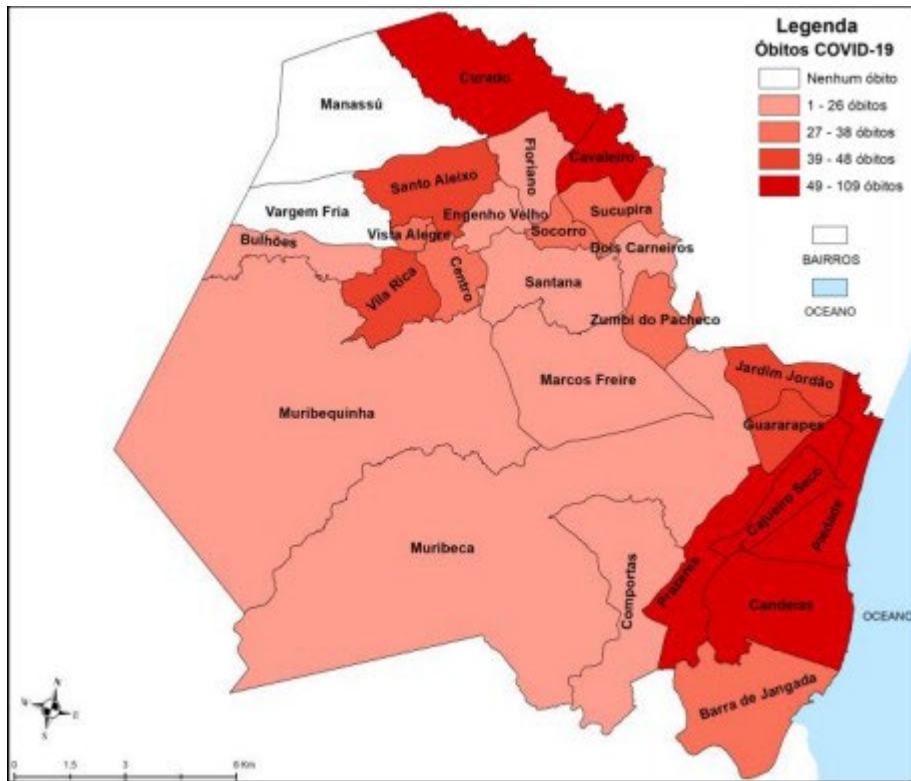 Legenda
Óbitos COVID-19
Nenhum óbito
1 - 26 óbitos
27 - 38 óbitos
39 - 48 óbitos
49 - 109 óbitos
BAIRROS
OCEANO
Curado
Manassú
Cavaleiro
Floriano
Santo Aleixo
Vargem Fria
Engenho Velho
Sucupira
Vista Alegre
Socorro
Bulhões
Dois Carneiros
Vila Rica
Centro
Santana
Zumbi do Pacheco
Jardim Jordão
Marcos Freire
Muribequinha
Guararapes
Cajueiro Seco
Piedade
Muribeca
Comportas
Prazeres
Candeias
OCEANO
Barra de Jangada
N
W
E
S
0
1,5
3
6 Km